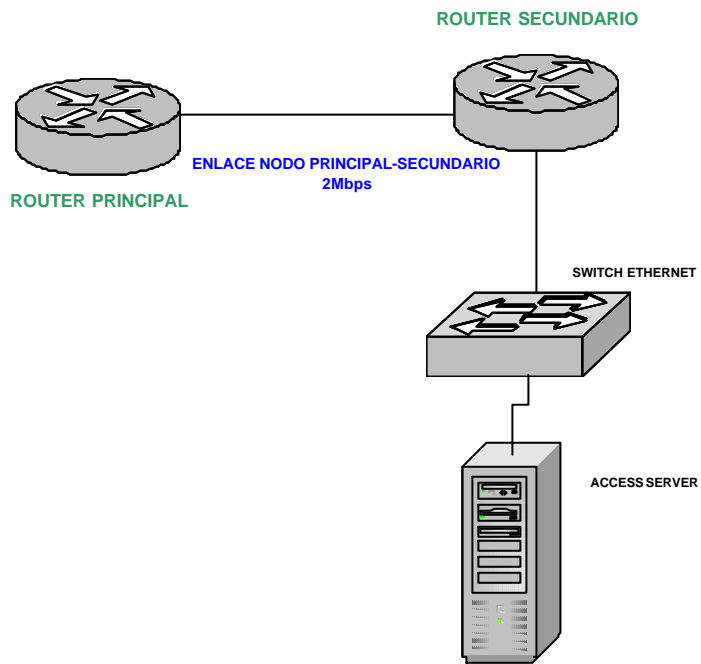 ROUTER SECUNDARIO
ENLACE NODO PRINCIPAL-SECUNDARIO
2Mbps
ROUTER PRINCIPAL
SWITCH ETHERNET
ACCESS SERVER